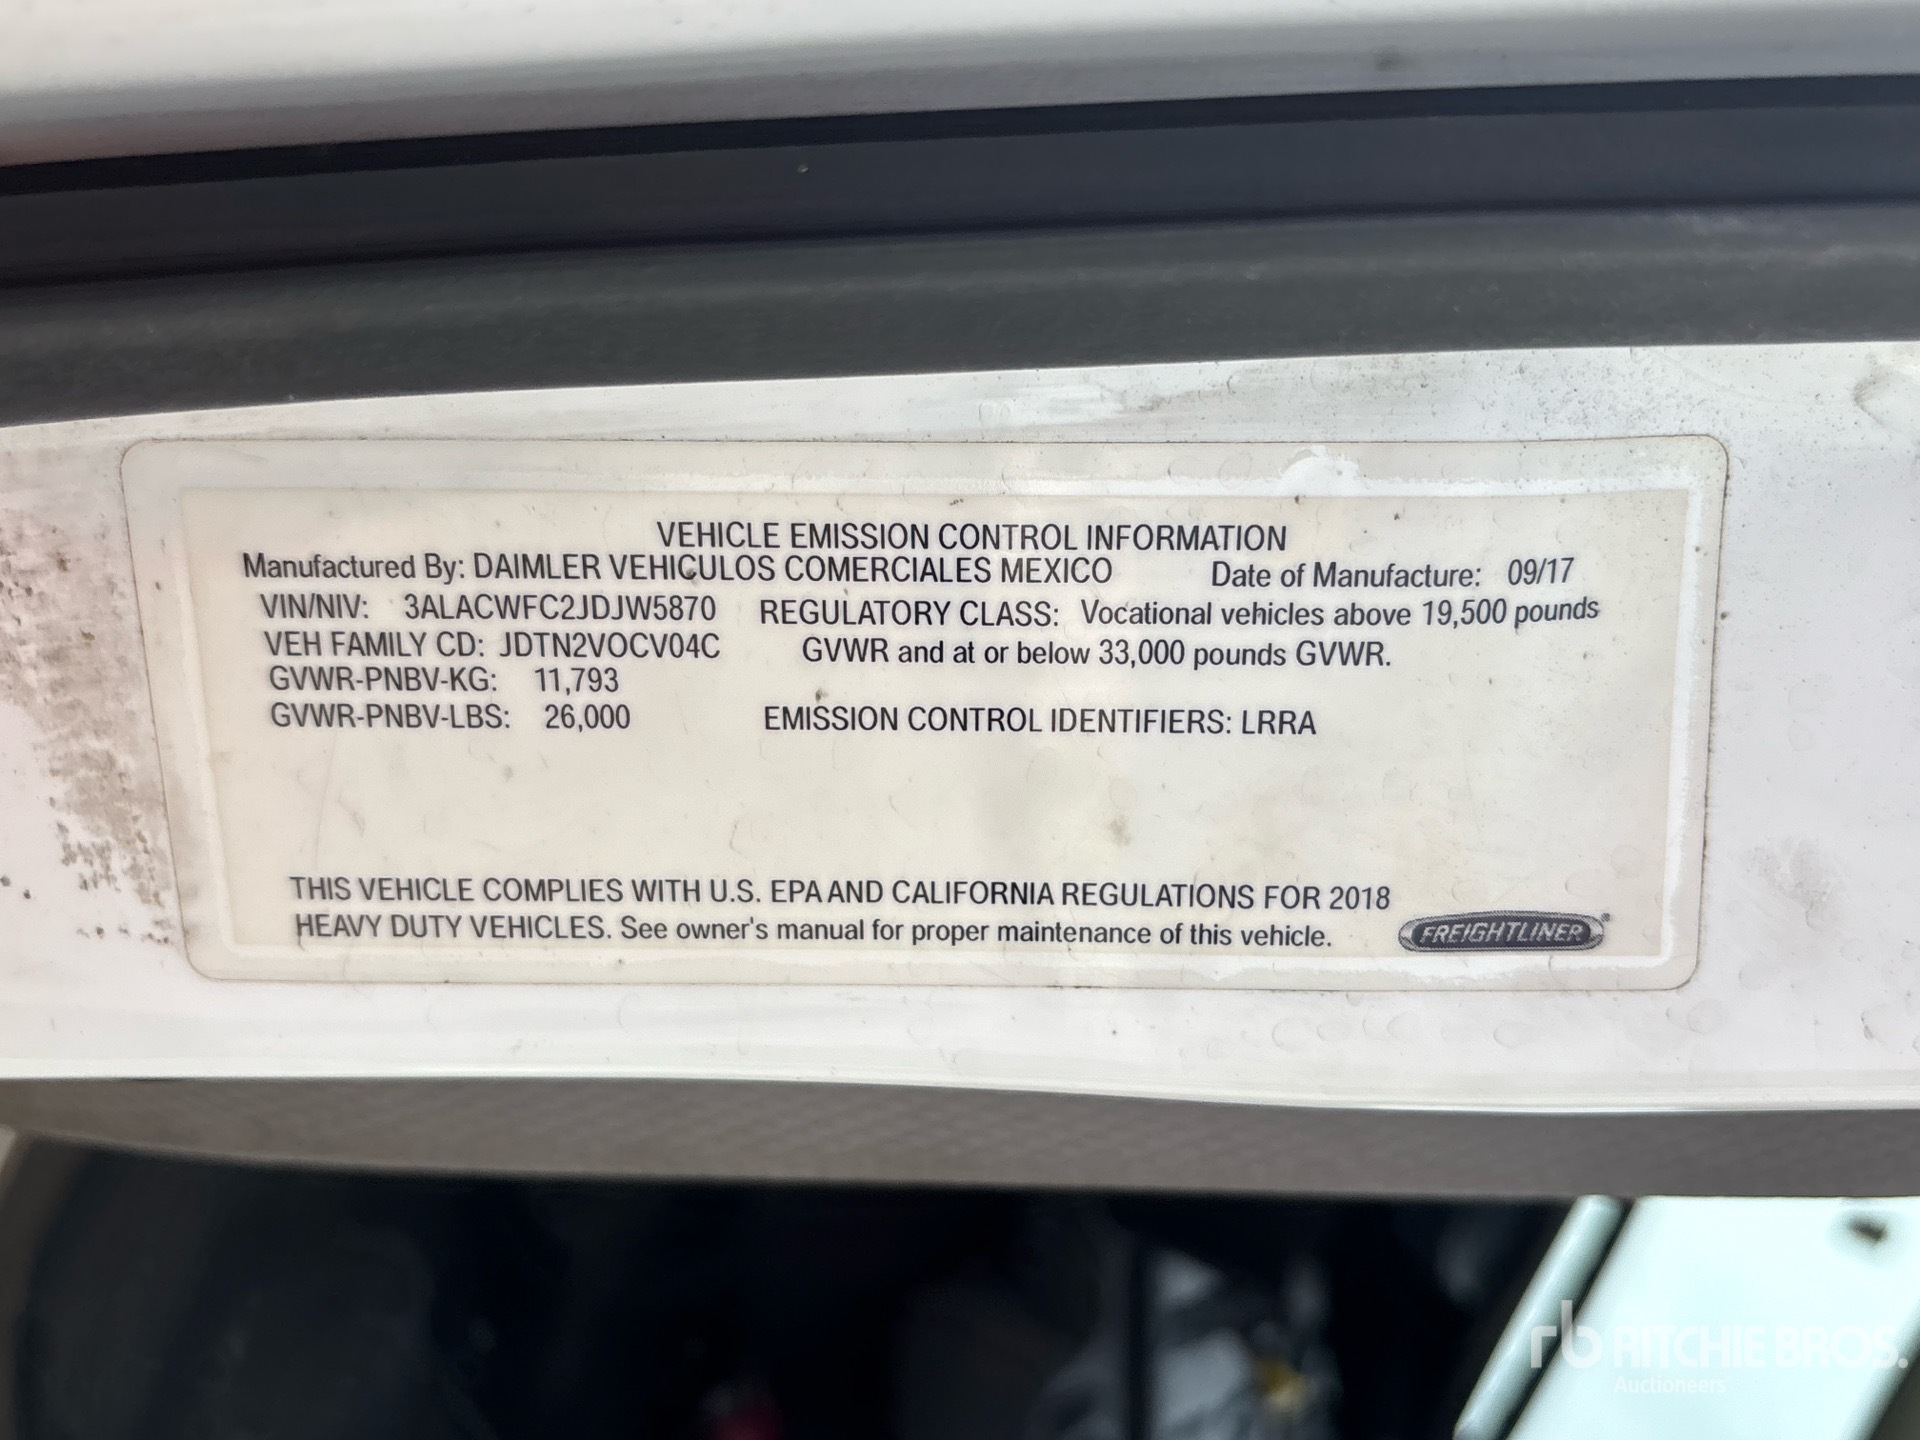 VEHICLE EMISSION CONTROL INFORMATION
Manufactured By: DAIMLER VEHICULOS COMERCIALES MEXICO Date of Manufacture: 09/17
VIN/NIV: 3ALACWFC2JDJW5870 REGULATORY CLASS: Vocational vehicles above 19,500 pounds
VEH FAMILY CD: JDTN2VOCV04C GVWR and at or below 33,000 pounds GVWR.
GVWR-PNBV-KG: 11,793
GVWR-PNBV-LBS: 26,000 EMISSION CONTROL IDENTIFIERS: LRRA
THIS VEHICLE COMPLIES WITH U.S. EPA AND CALIFORNIA REGULATIONS FOR 2018
HEAVY DUTY VEHICLES. See owner's manual for proper maintenance of this vehicle.
FREIGHTLINER
rb RITCHIE BROS.
Auctioneers